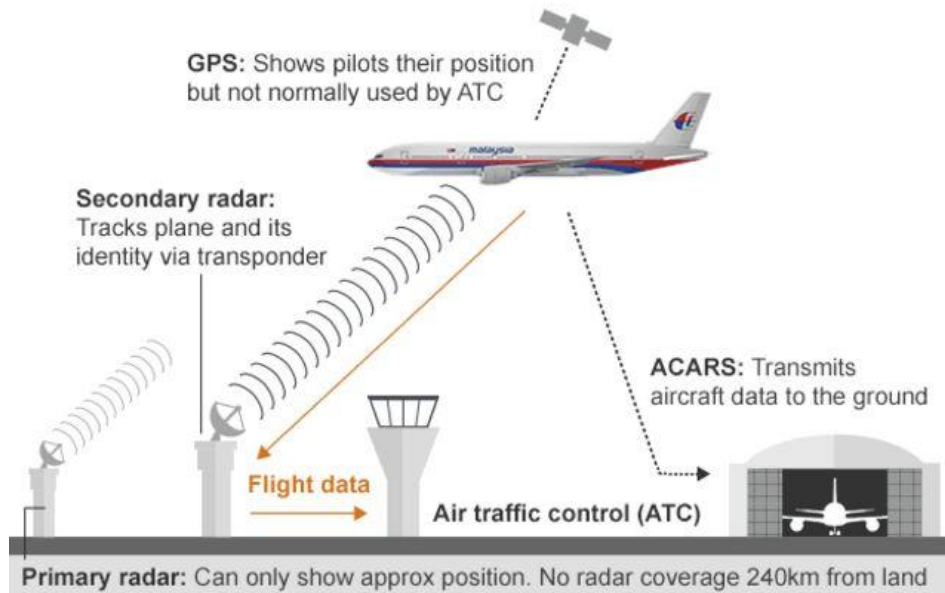 GPS: Shows pilots their position
but not normally used by ATC
malaysia
Secondary radar:
Tracks plane and its
identity via transponder
ACARS: Transmits
aircraft data to the ground
Flight data
Air traffic control (ATC)
Primary radar: Can only show approx position. No radar coverage 240km from land